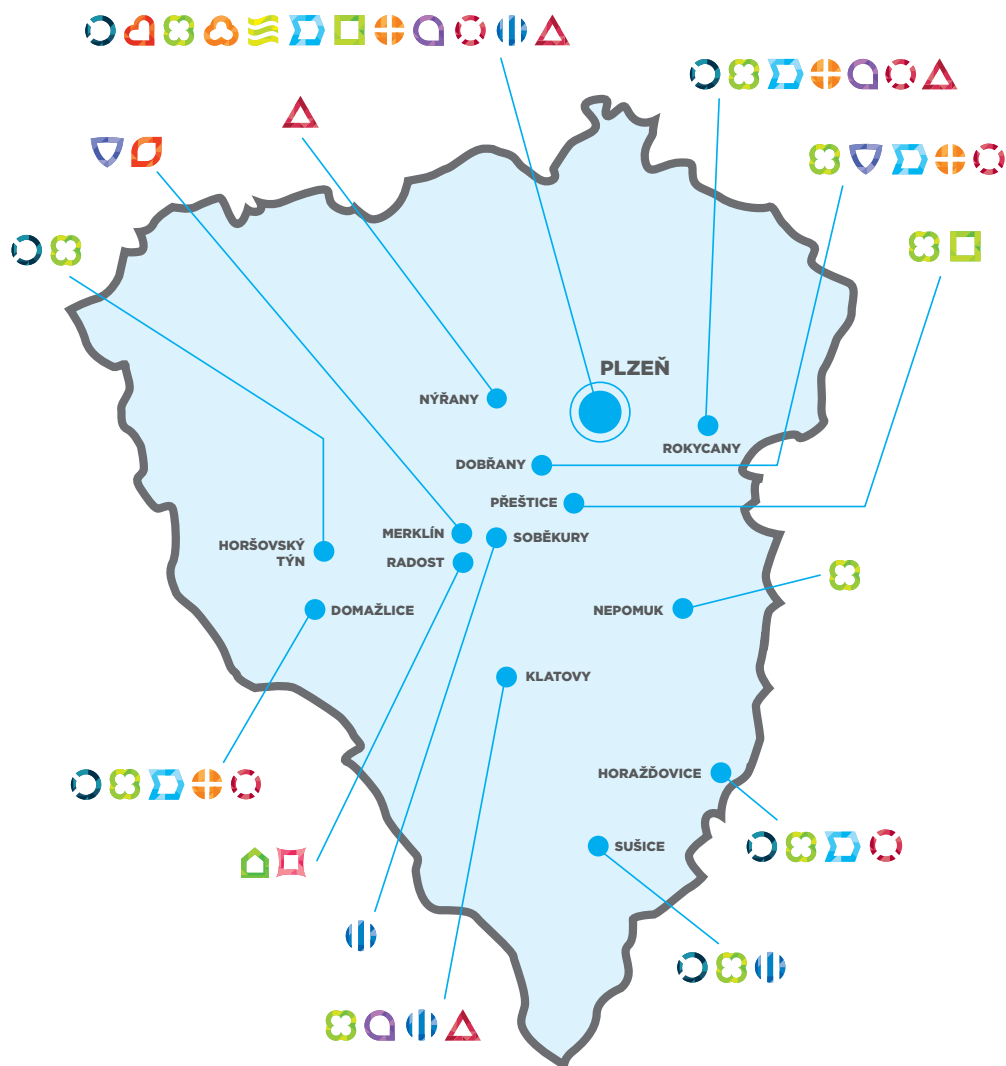 PLZEŇ
NÝŘANY
ROKYCANY
DOBŘANY
PŘEŠTICE
MERKLÍN
SOBĚKURY
HORŠOVSKÝ
TÝN
RADOST
DOMAŽLICE
NEPOMUK
KLATOVY
HORAŽĎOVICE
SUŠICE